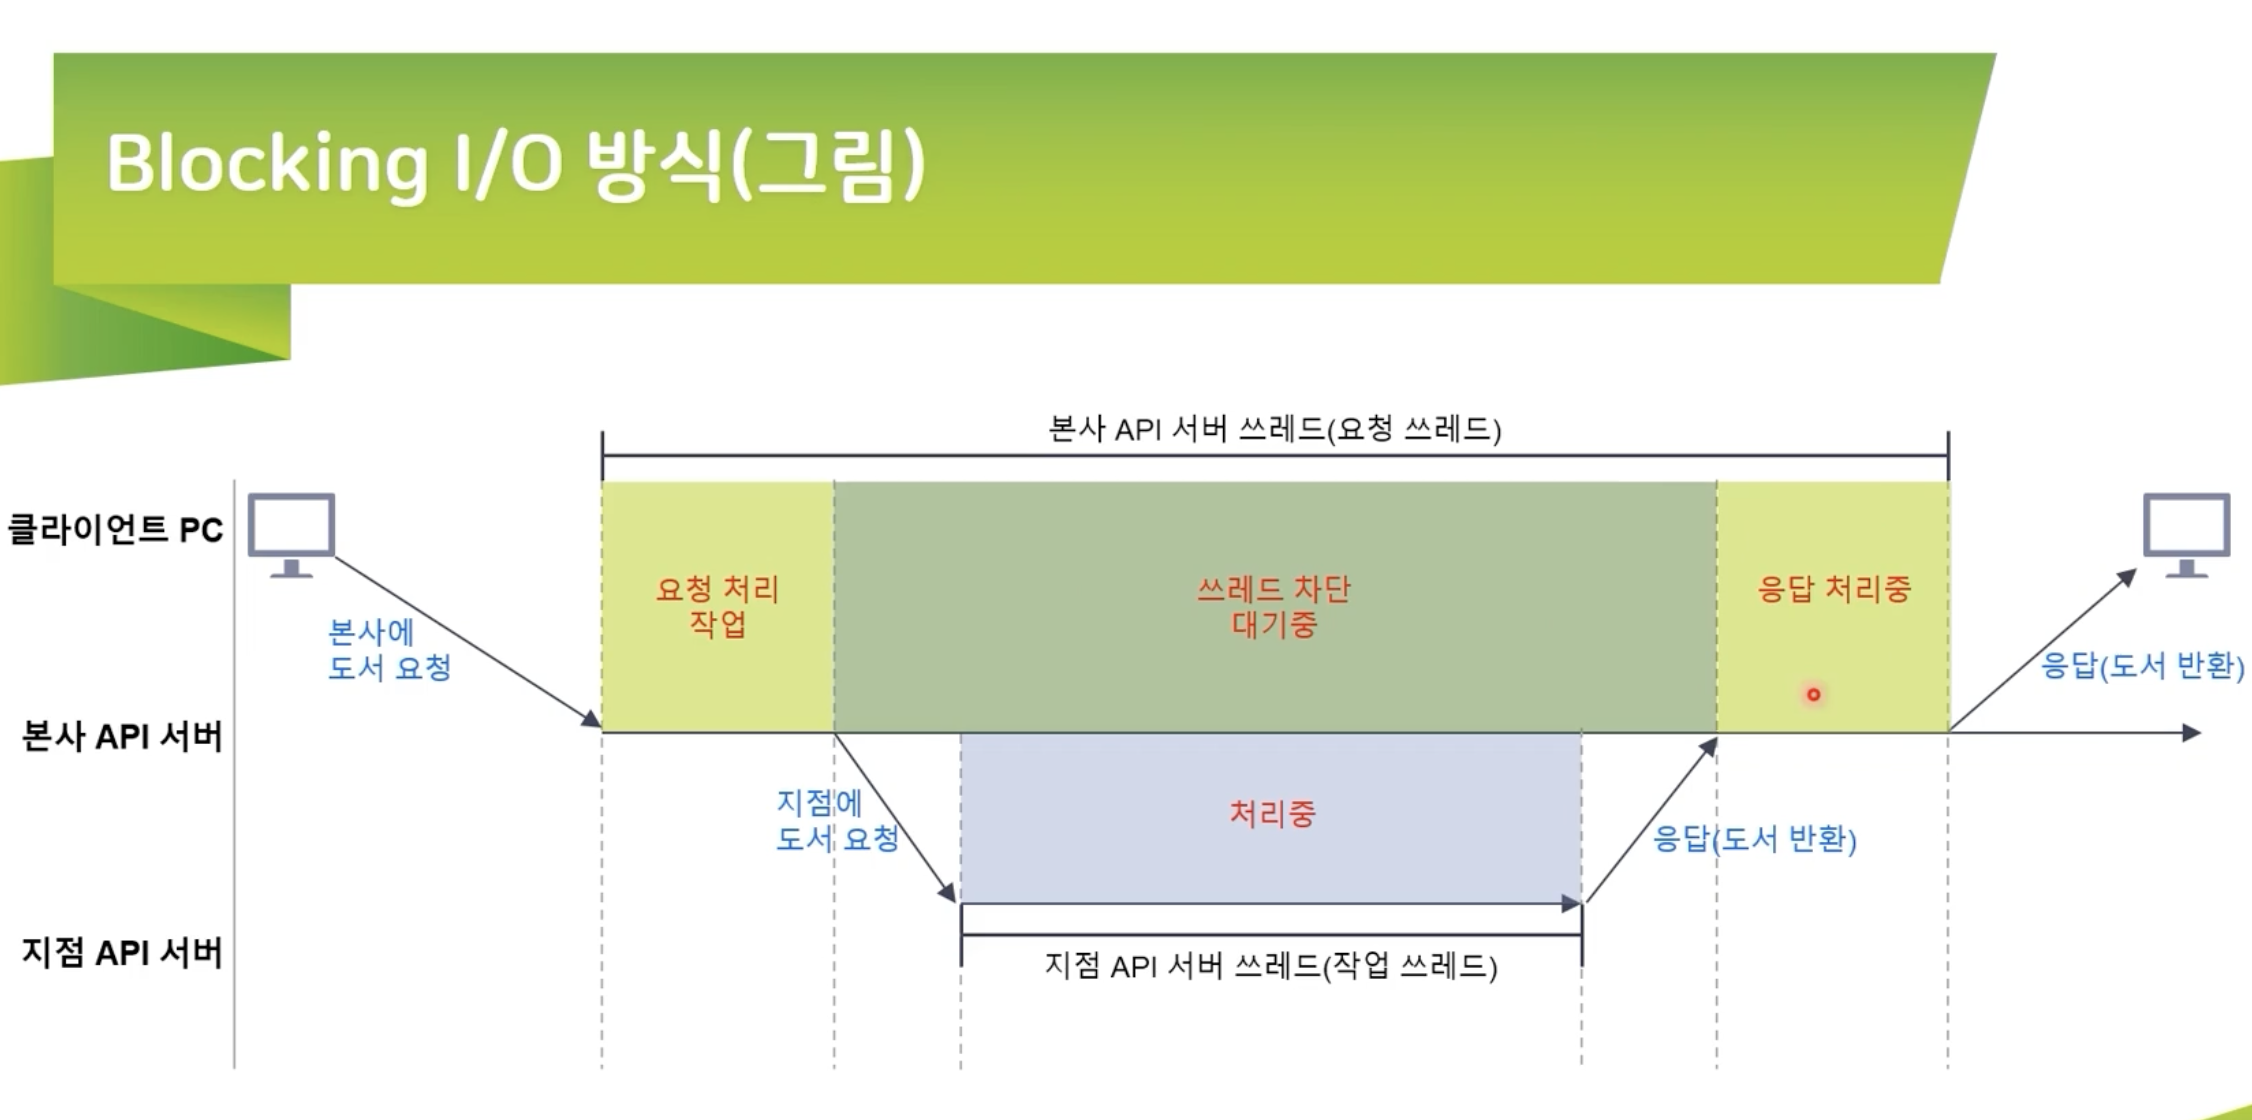 Blocking I/O 방식(그림)
본사 API 서버 쓰레드(요청 쓰레드)
클라이언트 PC
요청 처리
작업
쓰레드 차단
대기중
응답 처리중
본사에
도서 요청
응답(도서 반환)
본사 API 서버
지점에
도서 요청
처리중
응답(도서 반환)
지점 API 서버
지점 API 서버 쓰레드(작업 쓰레드)